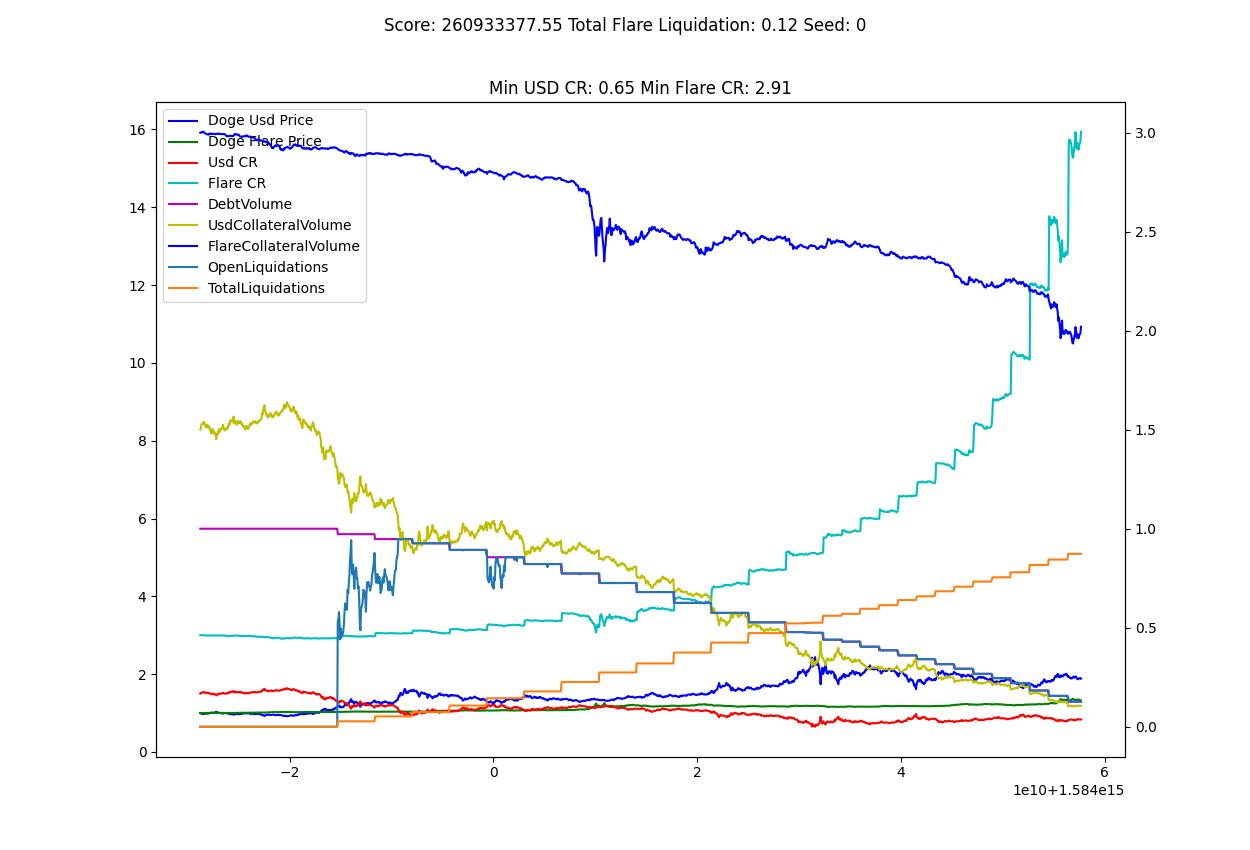 Score: 260933377.55 Total Flare Liquidation: 0.12 Seed: 0
Min USD CR: 0.65 Min Flare CR: 2.91
Doge Usd Price
Doge Flare Price
Usd CR
Flare CR
DebtVolume
UsdCollateralVolume
FlareCollateralVolume
OpenLiquidations
TotalLiquidations
16
14
12
10
8
6
4
2
0
3.0
2.5
2.0
1.5
1.0
0.5
0.0
−2
0
2
4
6
1e10+1.584e15